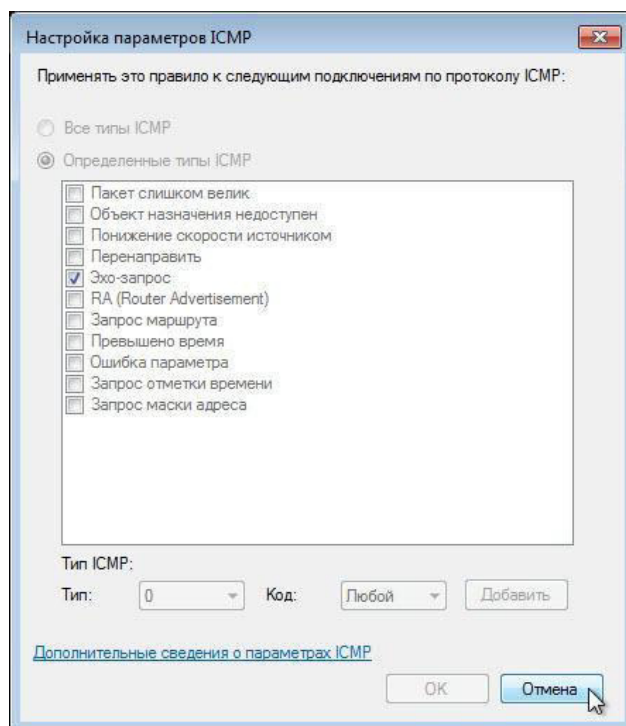 Настройка параметров ICMP
Применять это правило к следующим подключениям по протоколу ICMP:
Все типы ICMP
Определенные типы ICMP
Пакет слишком велик
Объект назначения недоступен
Понижение скорости источником
Перенаправить
Эхо-запрос
RA (Router Advertisement)
Запрос маршрута
Превышено время
Ошибка параметра
Запрос отметки времени
Запрос маски адреса
Тип ICMP:
Тип: 0 Код: Любой Добавить
Дополнительные сведения о параметрах ICMP
OK Отмена